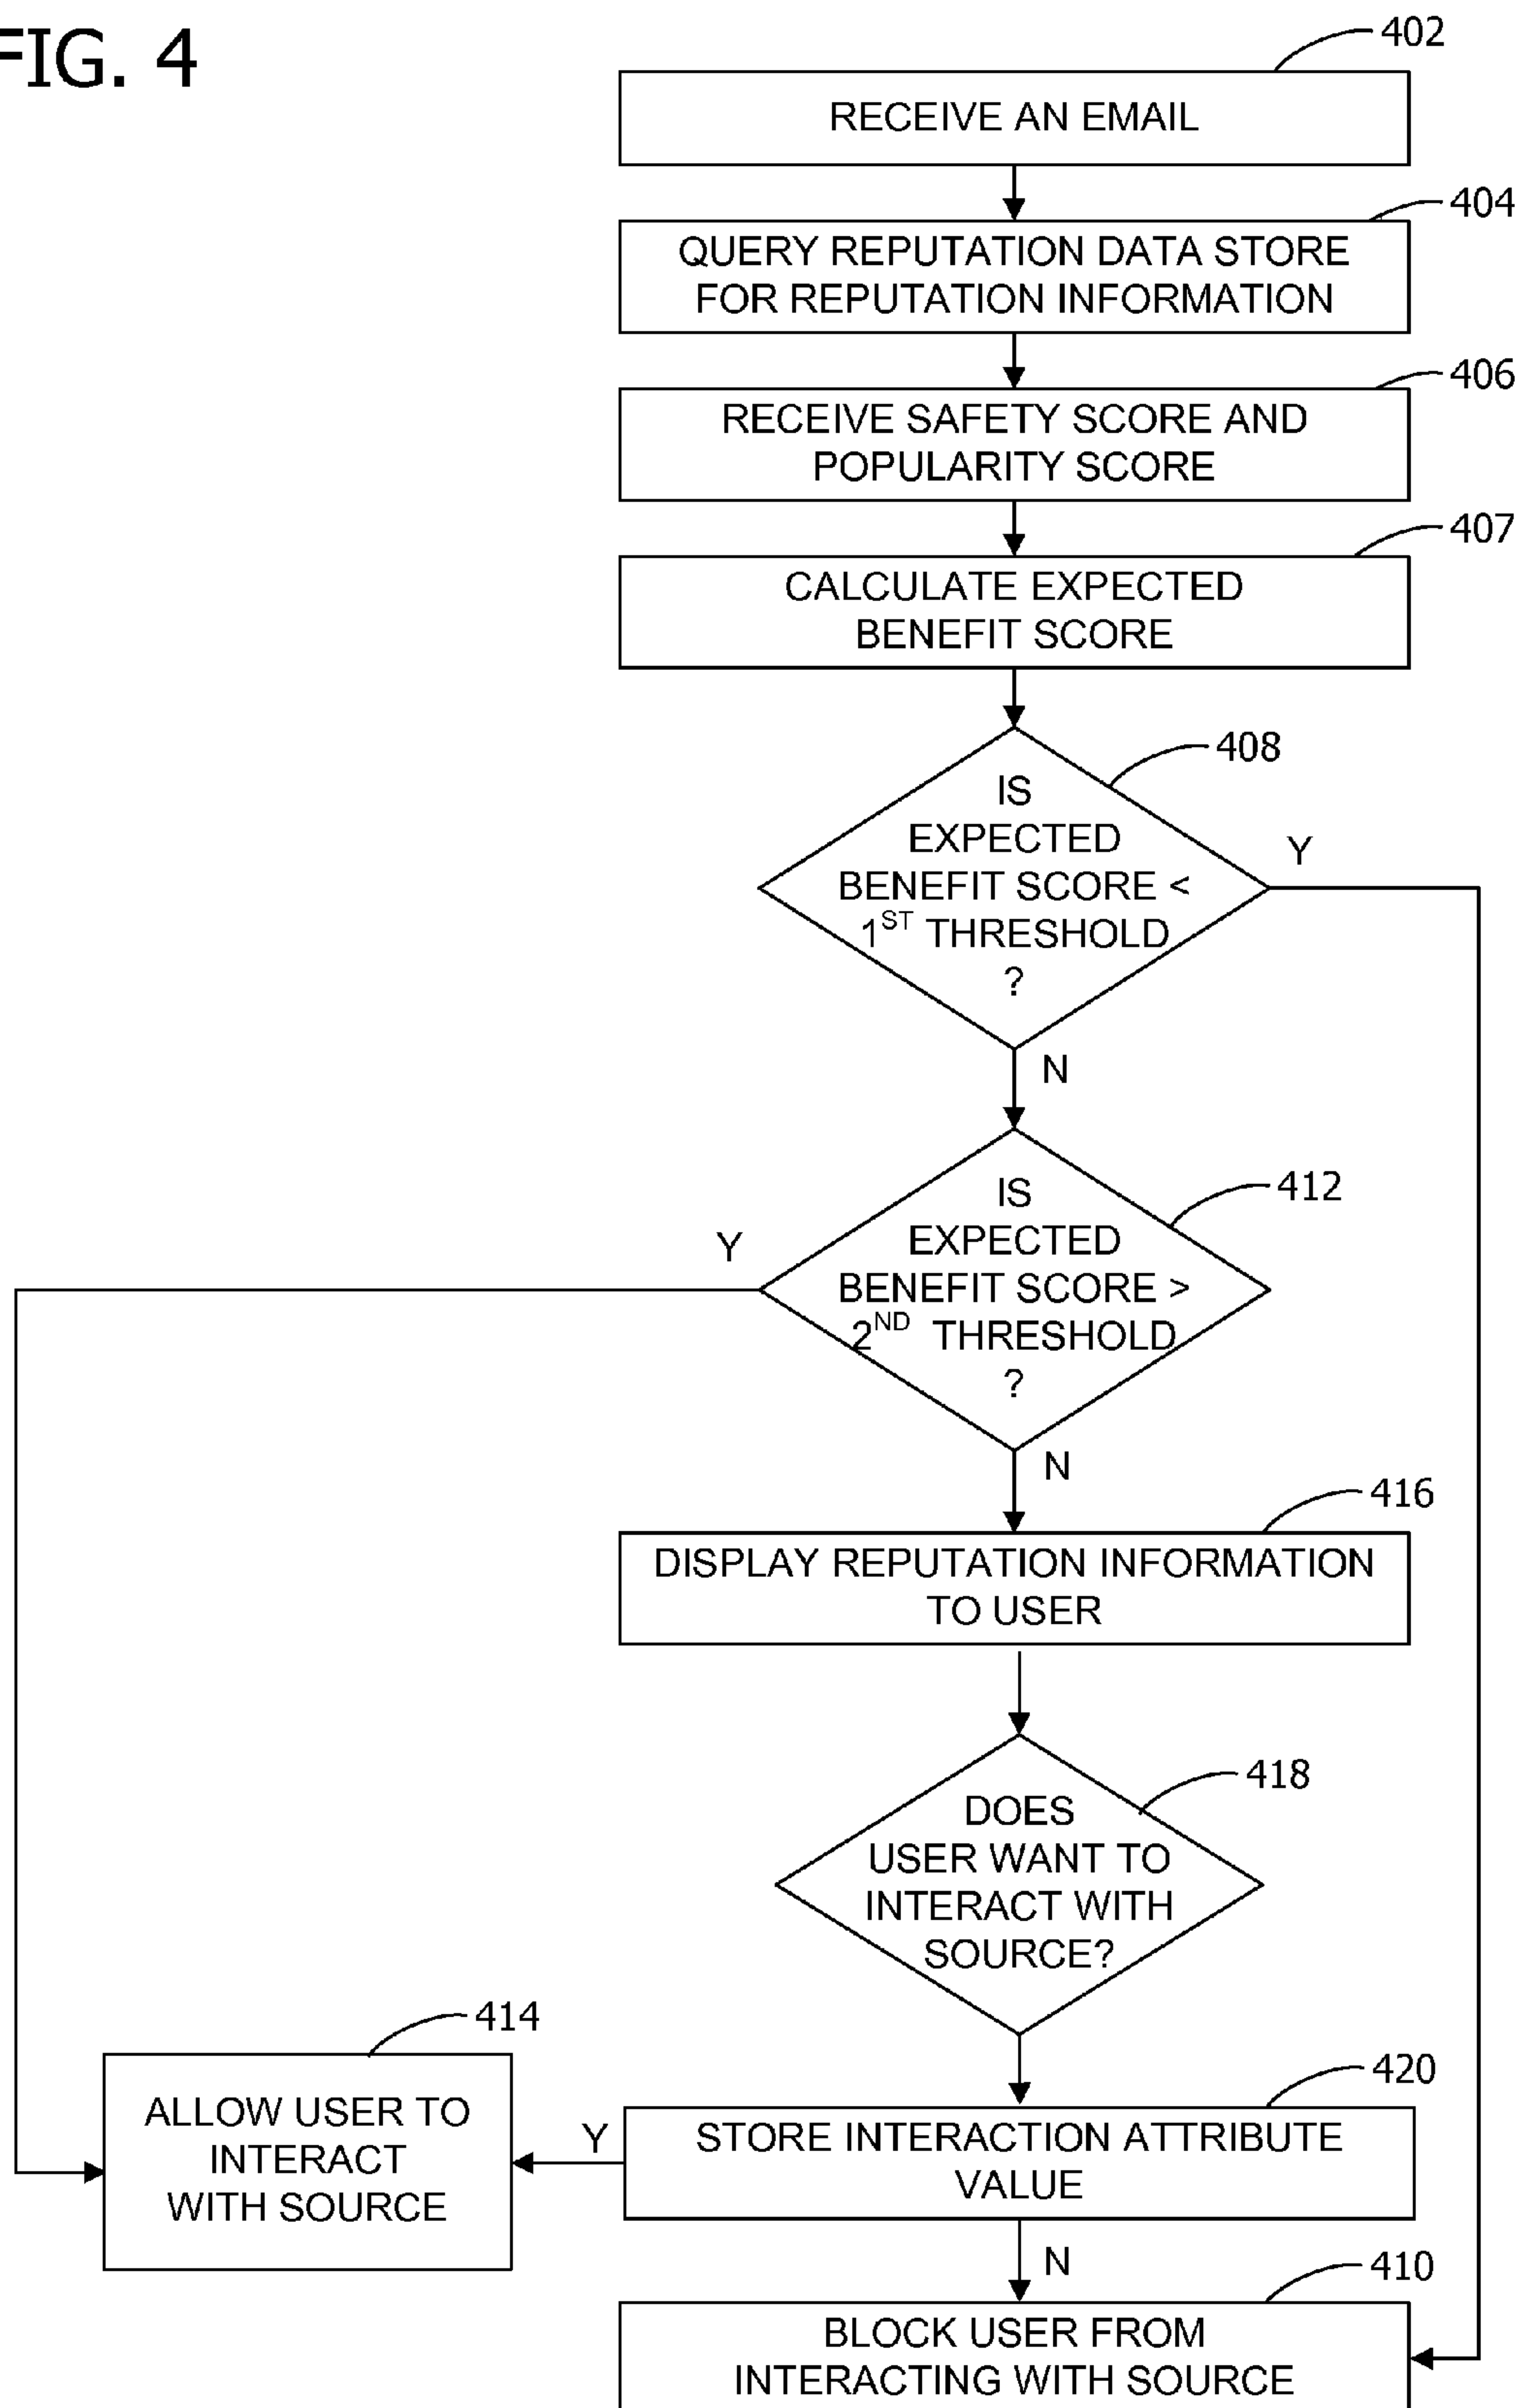 FIG. 4
402
RECEIVE AN EMAIL
404
QUERY REPUTATION DATA STORE
FOR REPUTATION INFORMATION
406
RECEIVE SAFETY SCORE AND
POPULARITY SCORE
407
CALCULATE EXPECTED
BENEFIT SCORE
408
IS
EXPECTED
BENEFIT SCORE <
1ST THRESHOLD
?
Y
N
412
IS
EXPECTED
BENEFIT SCORE >
2ND THRESHOLD
?
Y
N
416
DISPLAY REPUTATION INFORMATION
TO USER
418
DOES
USER WANT TO
INTERACT WITH
SOURCE?
414
ALLOW USER TO
INTERACT
WITH SOURCE
420
Y
STORE INTERACTION ATTRIBUTE
VALUE
N
410
BLOCK USER FROM
INTERACTING WITH SOURCE